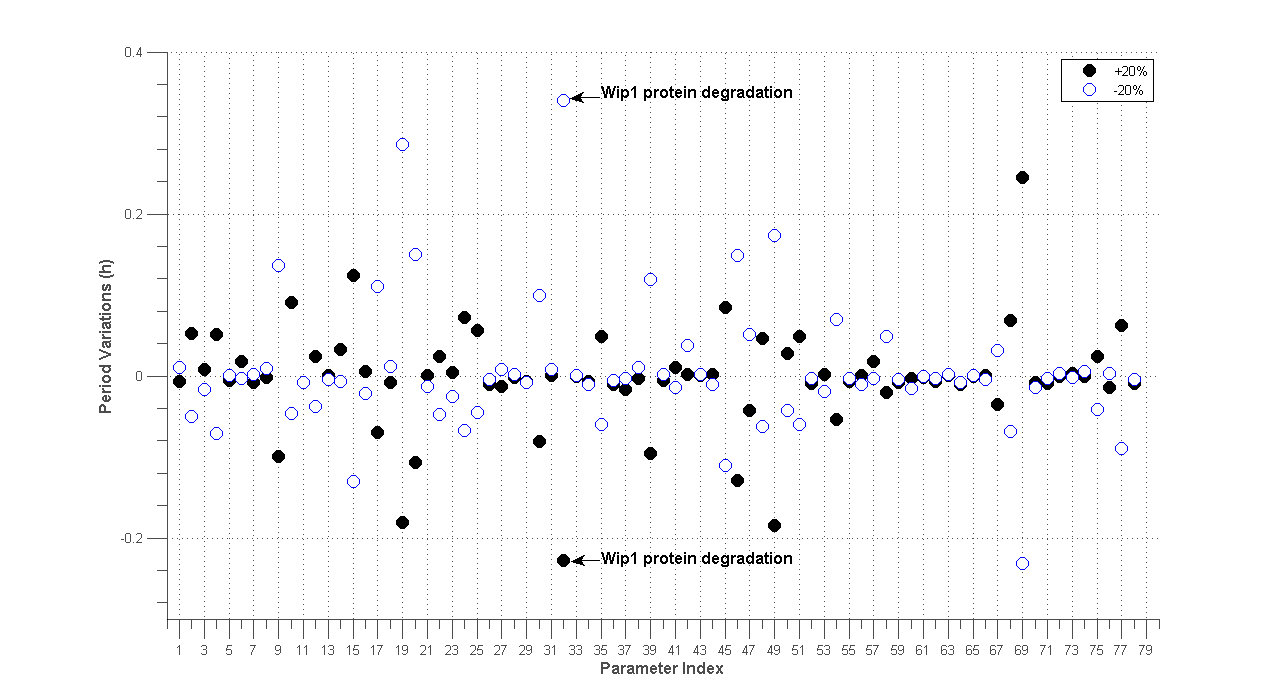 0.4
+20%
-20%
Wip1 protein degradation
0.2
Period Variations (h)
0
-0.2
Wip1 protein degradation
1 3 5 7 9 11 13 15 17 19 21 23 25 27 29 31 33 35 37 39 41 43 45 47 49 51 53 55 57 59 61 63 65 67 69 71 73 75 77 79
Parameter Index